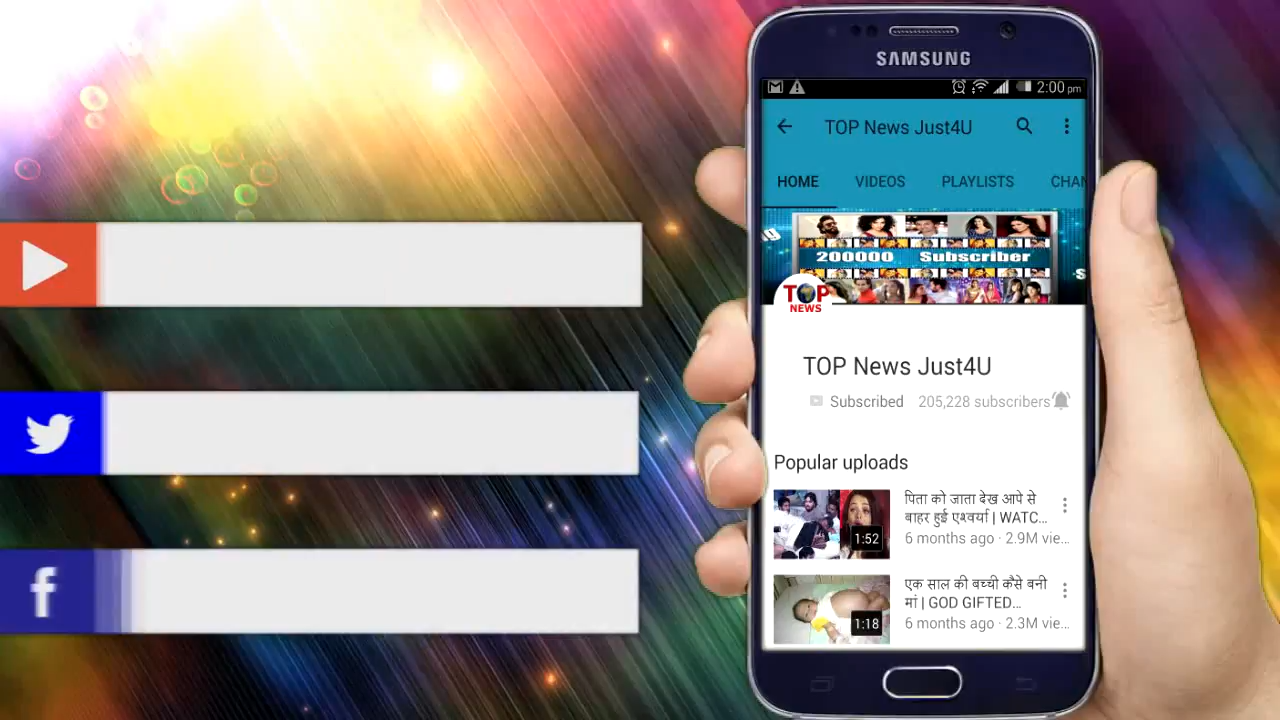 SAMSUNG
2:00 pm
TOP News Just4U
HOME VIDEOS PLAYLISTS CHAN
200000 Subscriber
TOP
NEWS
TOP News Just4U
Subscribed 205,228 subscribers
Popular uploads
पिता को जाता देख आपे से
बाहर हुई एश्वर्या | WATC...
6 months ago · 2.9M vie...
1:52
एक साल की बच्ची कैसे बनी
मां | GOD GIFTED...
6 months ago · 2.3M vie...
1:18